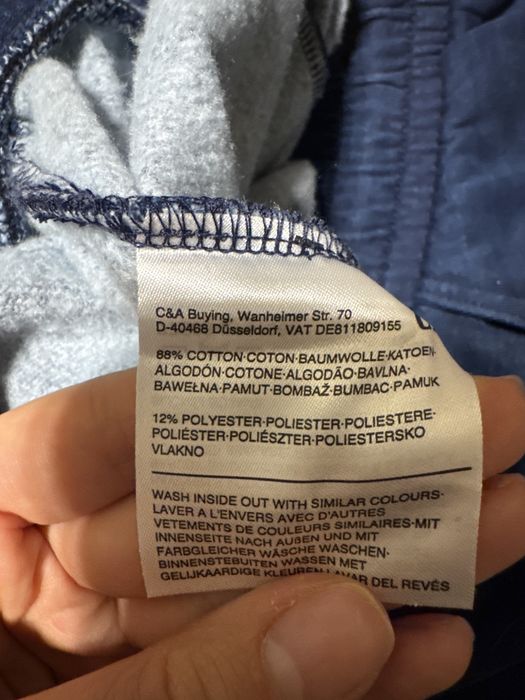 C&A Buying, Wanheimer Str. 70
D-40468 Düsseldorf, VAT DE811809155
88% COTTON·COTON·BAUMWOLLE·KATOEN·
ALGODÓN·COTONE·ALGODÃO·BAVLNA·
BAWEŁNA·PAMUT·BOMBAŽ·BUMBAC·PAMUK
12% POLYESTER·POLIESTER·POLIESTERE·
POLIÉSTER·POLIÉSZTER·POLIESTERSKO
VLAKNO
WASH INSIDE OUT WITH SIMILAR COLOURS·
LAVER A L'ENVERS AVEC D'AUTRES
VETEMENTS DE COULEURS SIMILAIRES·MIT
INNENSEITE NACH AUßEN UND MIT
FARBGLEICHER WÄSCHE WASCHEN·
BINNENSTEBUITEN WASSEN MET
GELIJKAARDIGE KLEUREN DEL REVÉS